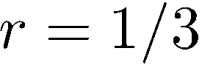 r = 1/3